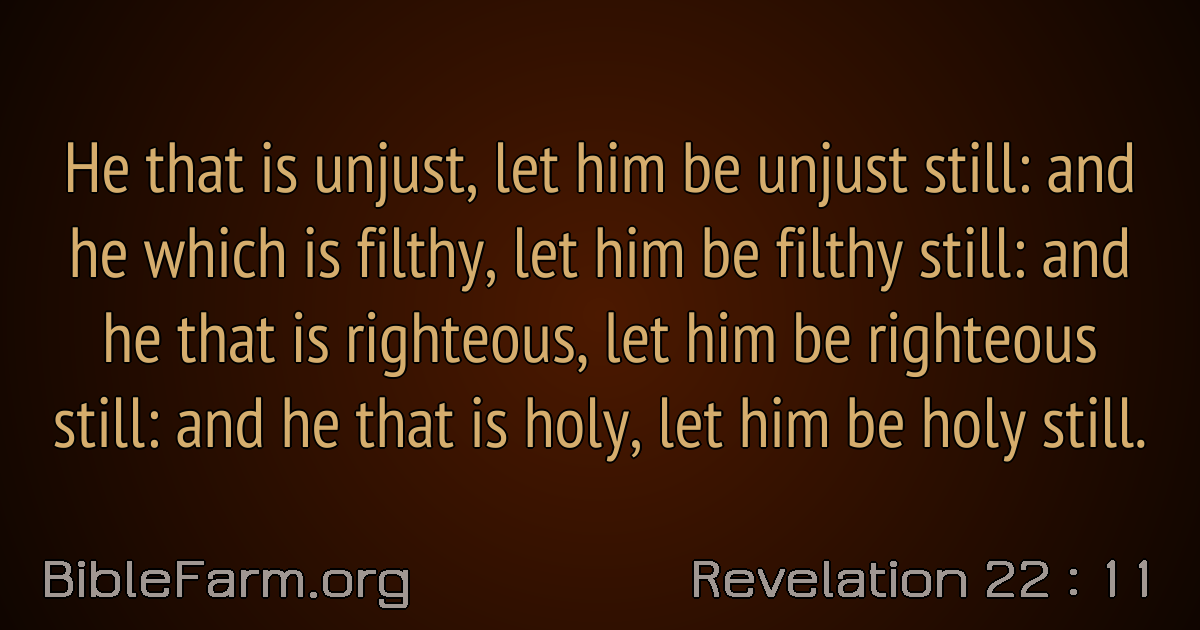 He that is unjust, let him be unjust still: and
he which is filthy, let him be filthy still: and
he that is righteous, let him be righteous
still: and he that is holy, let him be holy still.
BibleFarm.org
Revelation 22 : 11